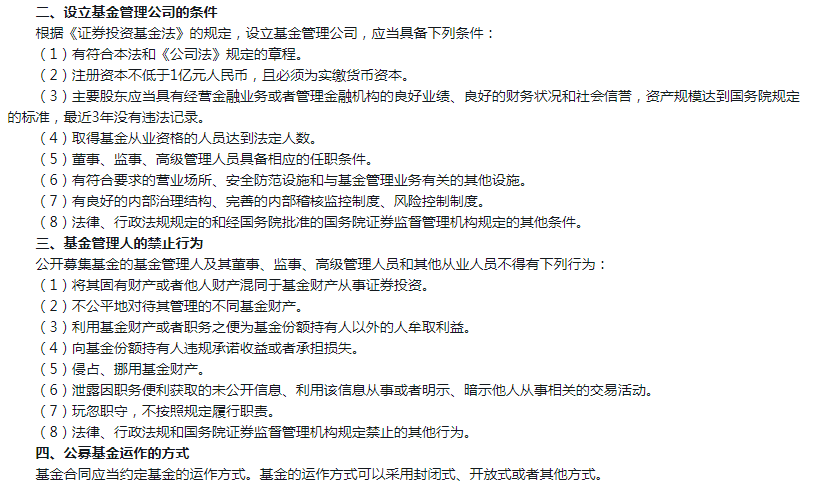 二、设立基金管理公司的条件
根据《证券投资基金法》的规定，设立基金管理公司，应当具备下列条件：
（1）有符合本法和《公司法》规定的章程。
（2）注册资本不低于1亿元人民币，且必须为实缴货币资本。
（3）主要股东应当具有经营金融业务或者管理金融机构的良好业绩、良好的财务状况和社会信誉，资产规模达到国务院规定
的标准，最近3年没有违法记录。
（4）取得基金从业资格的人员达到法定人数。
（5）董事、监事、高级管理人员具备相应的任职条件。
（6）有符合要求的营业场所、安全防范设施和与基金管理业务有关的其他设施。
（7）有良好的内部治理结构、完善的内部稽核监控制度、风险控制制度。
（8）法律、行政法规规定的和经国务院批准的国务院证券监督管理机构规定的其他条件。
三、基金管理人的禁止行为
公开募集基金的基金管理人及其董事、监事、高级管理人员和其他从业人员不得有下列行为：
（1）将其固有财产或者他人财产混同于基金财产从事证券投资。
（2）不公平地对待其管理的不同基金财产。
（3）利用基金财产或者职务之便为基金份额持有人以外的人牟取利益。
（4）向基金份额持有人违规承诺收益或者承担损失。
（5）侵占、挪用基金财产。
（6）泄露因职务便利获取的未公开信息、利用该信息从事或者明示、暗示他人从事相关的交易活动。
（7）玩忽职守，不按照规定履行职责。
（8）法律、行政法规和国务院证券监督管理机构规定禁止的其他行为。
四、公募基金运作的方式
基金合同应当约定基金的运作方式。基金的运作方式可以采用封闭式、开放式或者其他方式。